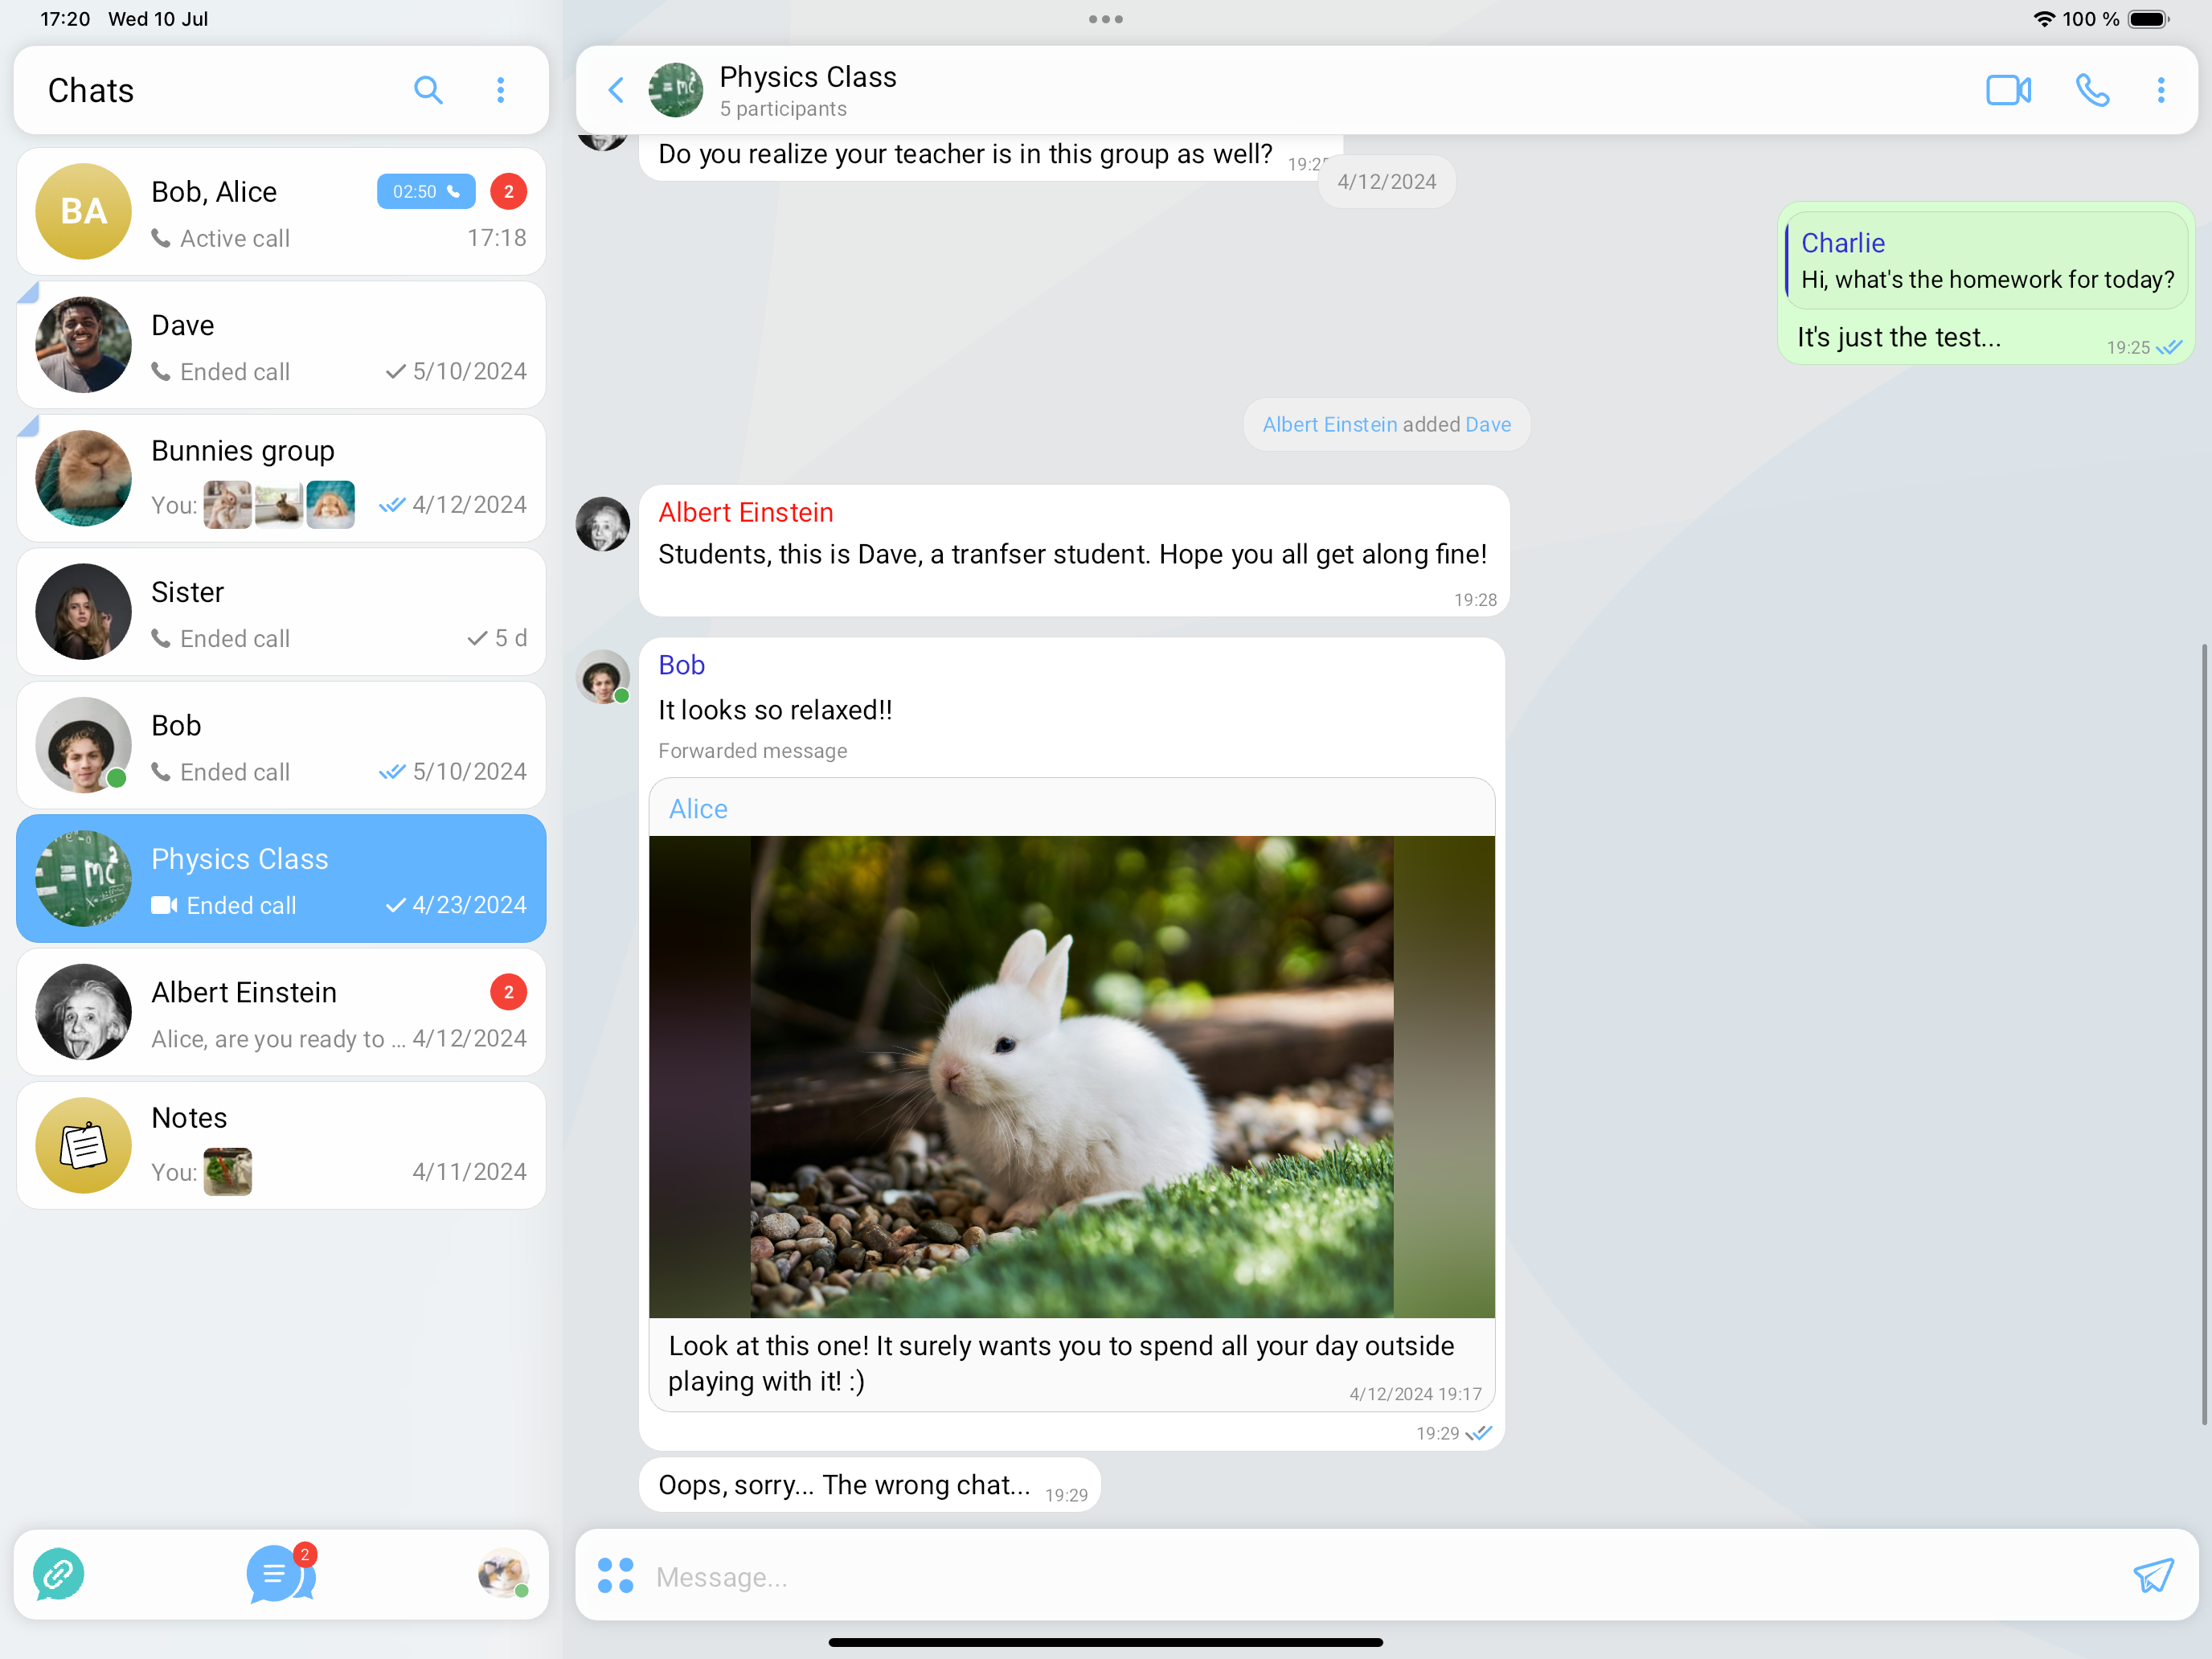 17:20 Wed 10 Jul
100 %
Chats
BA
Bob, Alice
02:50
2
Active call
17:18
Dave
Ended call
5/10/2024
Bunnies group
You:
4/12/2024
Sister
Ended call
5 d
Bob
Ended call
5/10/2024
= mc²
Physics Class
Ended call
4/23/2024
Albert Einstein
2
Alice, are you ready to ...
4/12/2024
Notes
You:
4/11/2024
2
Physics Class
5 participants
Do you realize your teacher is in this group as well?
4/12/2024
Charlie
Hi, what's the homework for today?
It's just the test...
19:25
Albert Einstein added Dave
Albert Einstein
Students, this is Dave, a tranfser student. Hope you all get along fine!
19:28
Bob
It looks so relaxed!!
Forwarded message
Alice
Look at this one! It surely wants you to spend all your day outside
playing with it! :)
4/12/2024 19:17
19:29
Oops, sorry... The wrong chat...
19:29
Message...